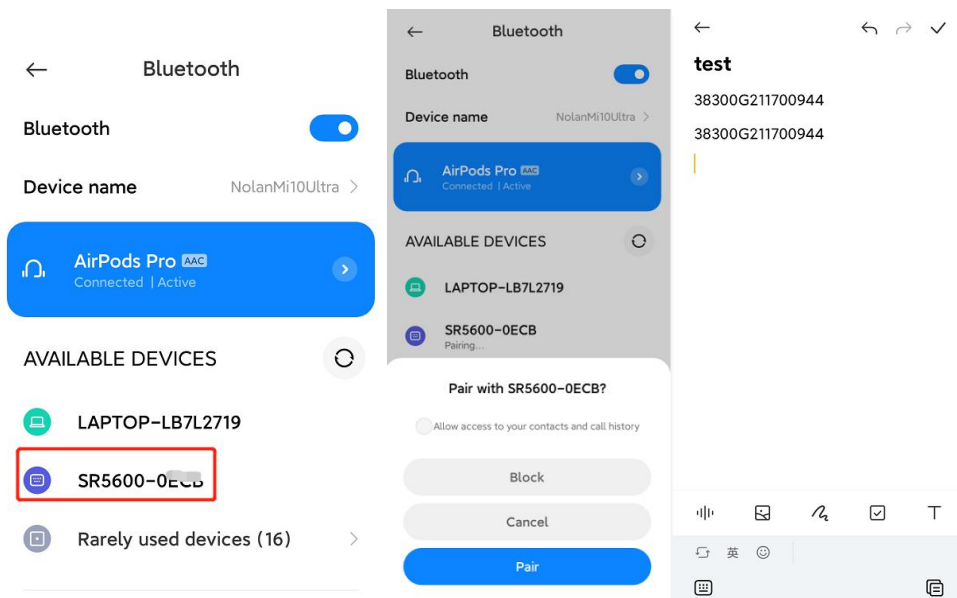 Bluetooth
Bluetooth
Device name NolanMi10Ultra
AirPods Pro AAC
Connected | Active
AVAILABLE DEVICES
LAPTOP-LB7L2719
SR5600-0ECB
Rarely used devices (16)
Bluetooth
Bluetooth
Device name NolanMi10Ultra
AirPods Pro AAC
Connected | Active
AVAILABLE DEVICES
LAPTOP-LB7L2719
SR5600-0ECB
Pairing...
Pair with SR5600-0ECB?
Allow access to your contacts and call history
Block
Cancel
Pair
test
38300G211700944
38300G211700944
T
英